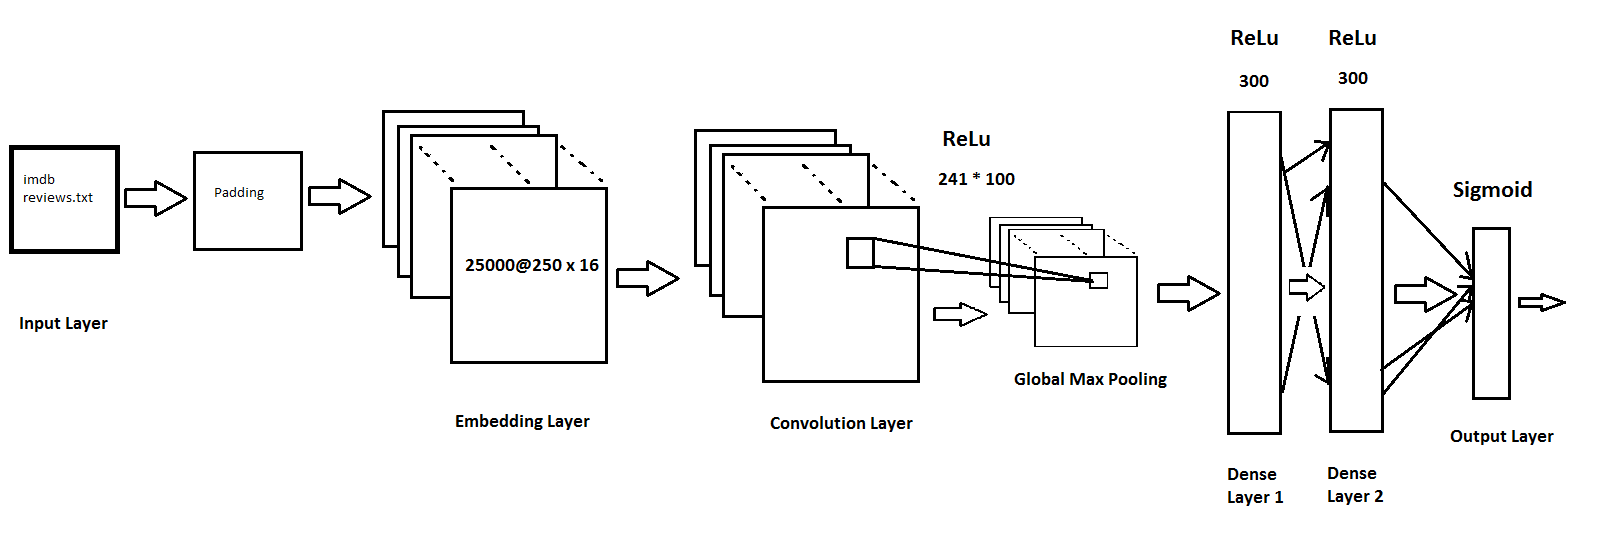 imdb
reviews.txt
Input Layer
Padding
25000@250 x 16
Embedding Layer
Convolution Layer
ReLu
241 * 100
Global Max Pooling
ReLu
300
Dense
Layer 1
ReLu
300
Dense
Layer 2
Sigmoid
Output Layer